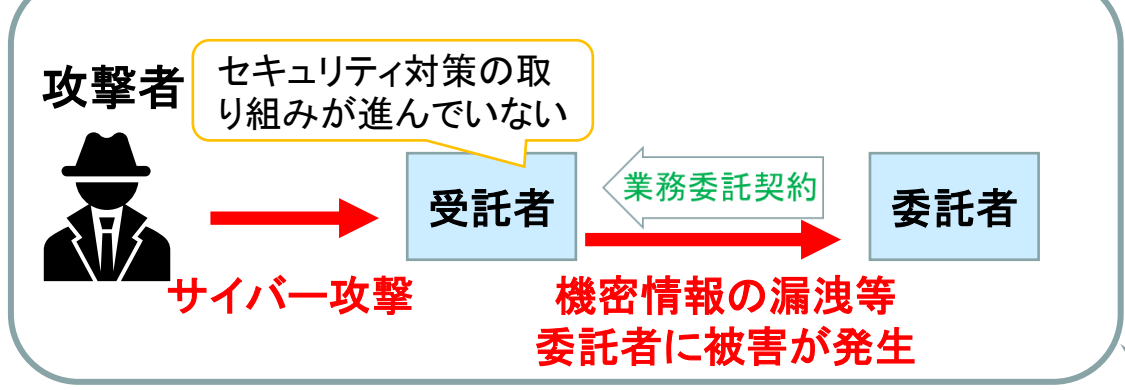 攻撃者
セキュリティ対策の取
り組みが進んでいない
受託者
業務委託契約
委託者
サイバー攻撃
機密情報の漏洩等
委託者に被害が発生